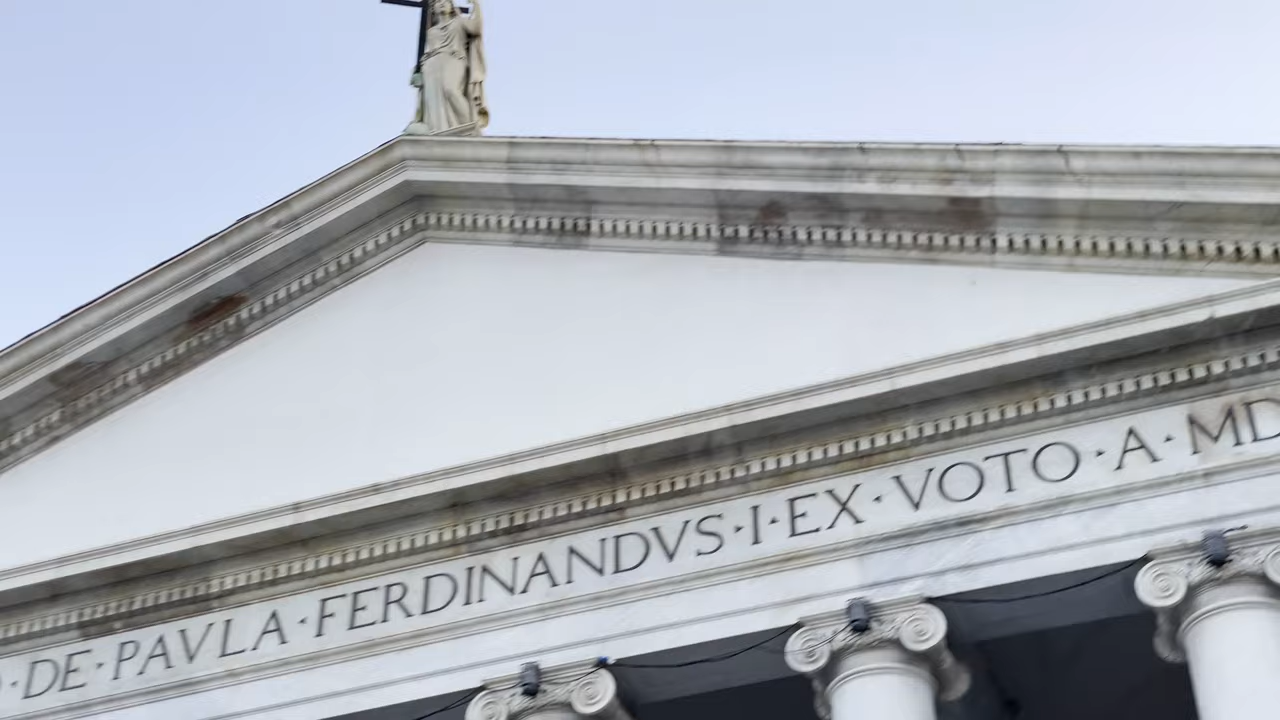 · DE · PAVLA · FERDINANDVS · I · EX · VOTO · A · MD